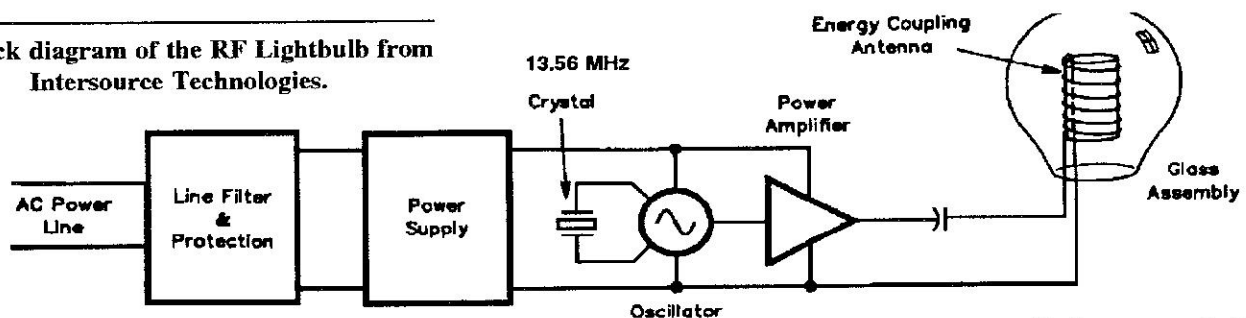 ck diagram of the RF Lightbulb from
Intersource Technologies.
13.56 MHz
Crystal
Energy Coupling
Antenna
Power
Amplifier
Glass
Assembly
AC Power
Line
Line Filter
&
Protection
Power
Supply
Oscillator